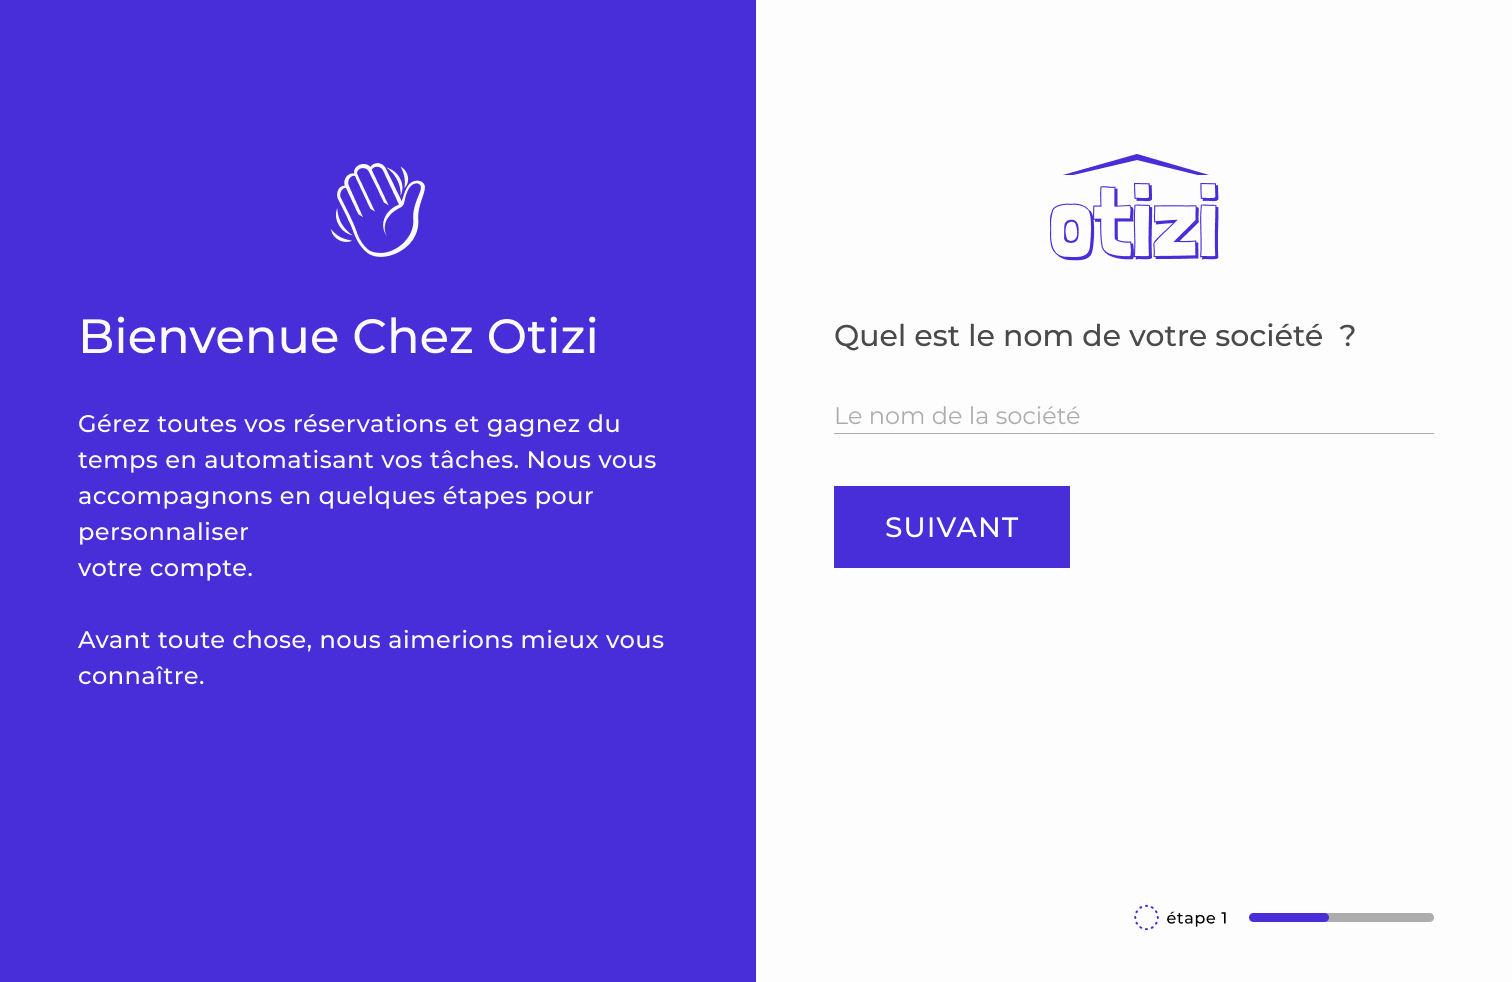 Bienvenue Chez Otizi
Gérez toutes vos réservations et gagnez du
temps en automatisant vos tâches. Nous vous
accompagnons en quelques étapes pour
personnaliser
votre compte.
Avant toute chose, nous aimerions mieux vous
connaître.
otizi
Quel est le nom de votre société  ?
Le nom de la société
SUIVANT
étape 1